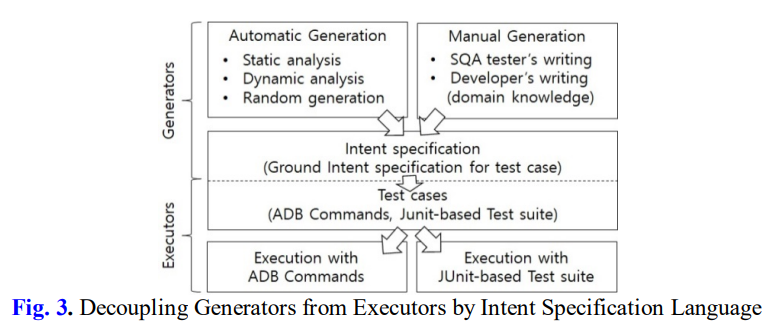 Generators
Automatic Generation
• Static analysis
• Dynamic analysis
• Random generation
Manual Generation
• SQA tester's writing
• Developer's writing
(domain knowledge)
Intent specification
(Ground Intent specification for test case)
Executors
Test cases
(ADB Commands, Junit-based Test suite)
Execution with
ADB Commands
Execution with
JUnit-based Test suite
Fig. 3. Decoupling Generators from Executors by Intent Specification Language